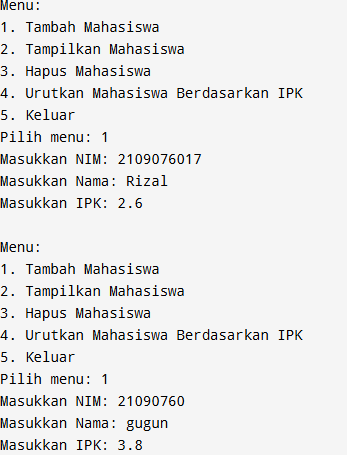 Menu:
1. Tambah Mahasiswa
2. Tampilkan Mahasiswa
3. Hapus Mahasiswa
4. Urutkan Mahasiswa Berdasarkan IPK
5. Keluar
Pilih menu: 1
Masukkan NIM: 2109076017
Masukkan Nama: Rizal
Masukkan IPK: 2.6

Menu:
1. Tambah Mahasiswa
2. Tampilkan Mahasiswa
3. Hapus Mahasiswa
4. Urutkan Mahasiswa Berdasarkan IPK
5. Keluar
Pilih menu: 1
Masukkan NIM: 21090760
Masukkan Nama: gugun
Masukkan IPK: 3.8